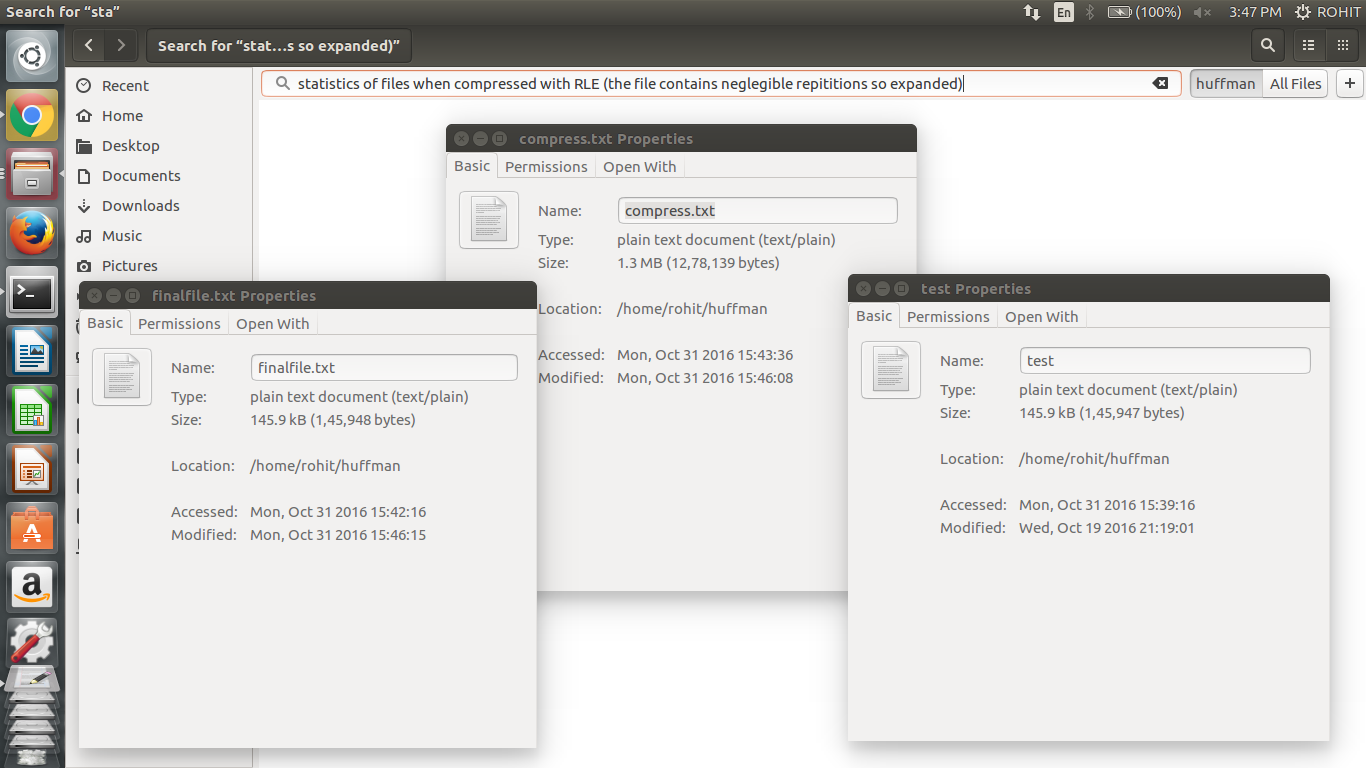 Search for “sta”
En
(100%)
3:47 PM
ROHIT
Search for “stat...s so expanded)”
statistics of files when compressed with RLE (the file contains neglegible repititions so expanded)
huffman
All Files
Recent
Home
Desktop
Documents
Downloads
Music
Pictures
compress.txt Properties
Basic
Permissions
Open With
Name: compress.txt
Type: plain text document (text/plain)
Size: 1.3 MB (12,78,139 bytes)
Location: /home/rohit/huffman
Accessed: Mon, Oct 31 2016 15:43:36
Modified: Mon, Oct 31 2016 15:46:08
finalfile.txt Properties
Basic
Permissions
Open With
Name: finalfile.txt
Type: plain text document (text/plain)
Size: 145.9 kB (1,45,948 bytes)
Location: /home/rohit/huffman
Accessed: Mon, Oct 31 2016 15:42:16
Modified: Mon, Oct 31 2016 15:46:15
test Properties
Basic
Permissions
Open With
Name: test
Type: plain text document (text/plain)
Size: 145.9 kB (1,45,947 bytes)
Location: /home/rohit/huffman
Accessed: Mon, Oct 31 2016 15:39:16
Modified: Wed, Oct 19 2016 21:19:01